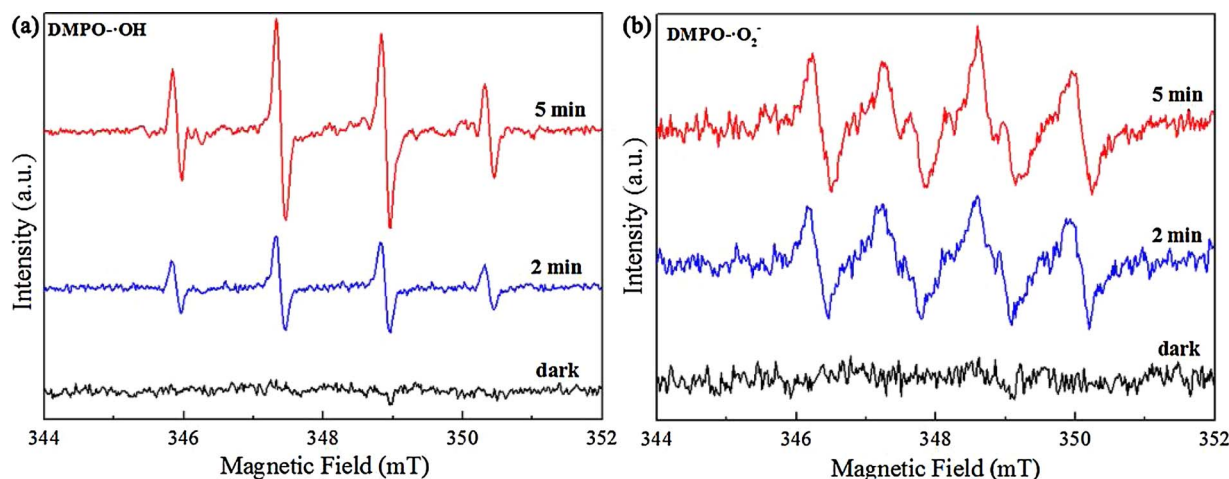 (a) DMPO-·OH
5 min
2 min
dark
Intensity (a.u.)
344 346 348 350 352
Magnetic Field (mT)
(b) DMPO-·O₂⁻
5 min
2 min
dark
Intensity (a.u.)
344 346 348 350 352
Magnetic Field (mT)